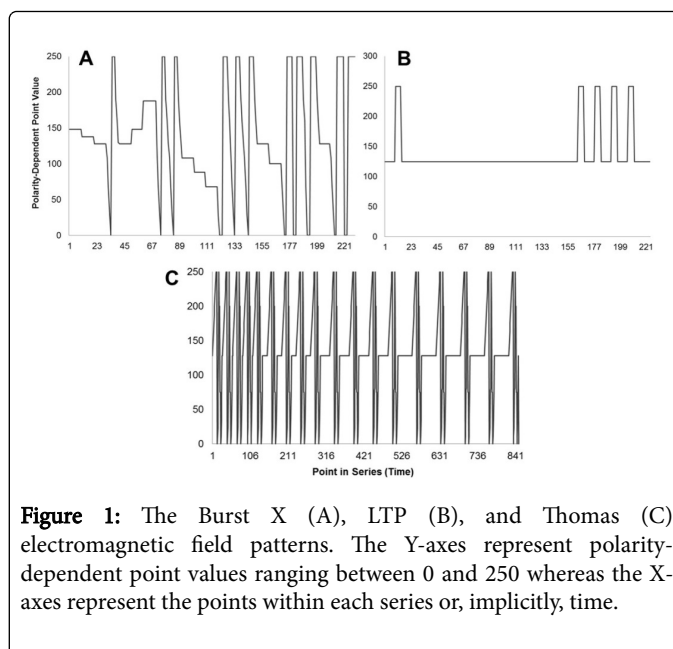 A
B
Polarity-Dependent Point Value
250
200
150
100
50
0
1 23 45 67 89 111 133 155 177 199 221
300
250
200
150
100
50
0
1 23 45 67 89 111 133 155 177 199 221
C
250
200
150
100
50
0
1 106 211 316 421 526 631 736 841
Point in Series (Time)
Figure 1: The Burst X (A), LTP (B), and Thomas (C)
electromagnetic field patterns. The Y-axes represent polarity-
dependent point values ranging between 0 and 250 whereas the X-
axes represent the points within each series or, implicitly, time.